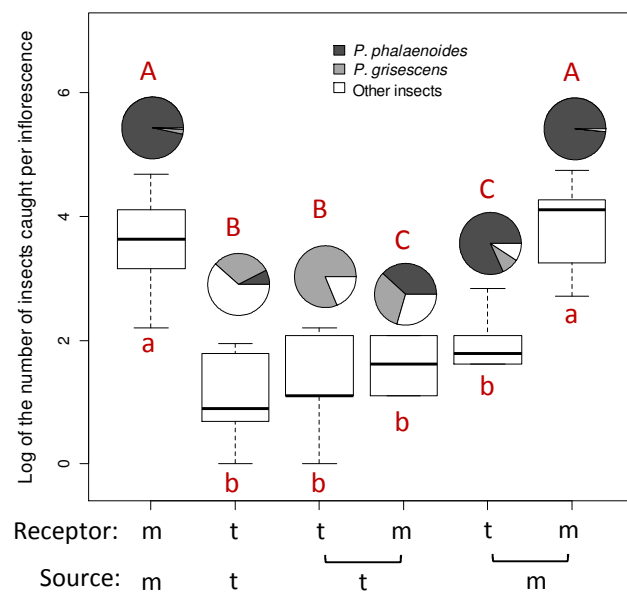 P. phalaenoides
P. grisescens
Other insects
A
A
B
B
C
C
Log of the number of insects caught per inflorescence
6
4
2
0
a
b
b
b
b
a
Receptor: m t t m t m
Source: m t t m